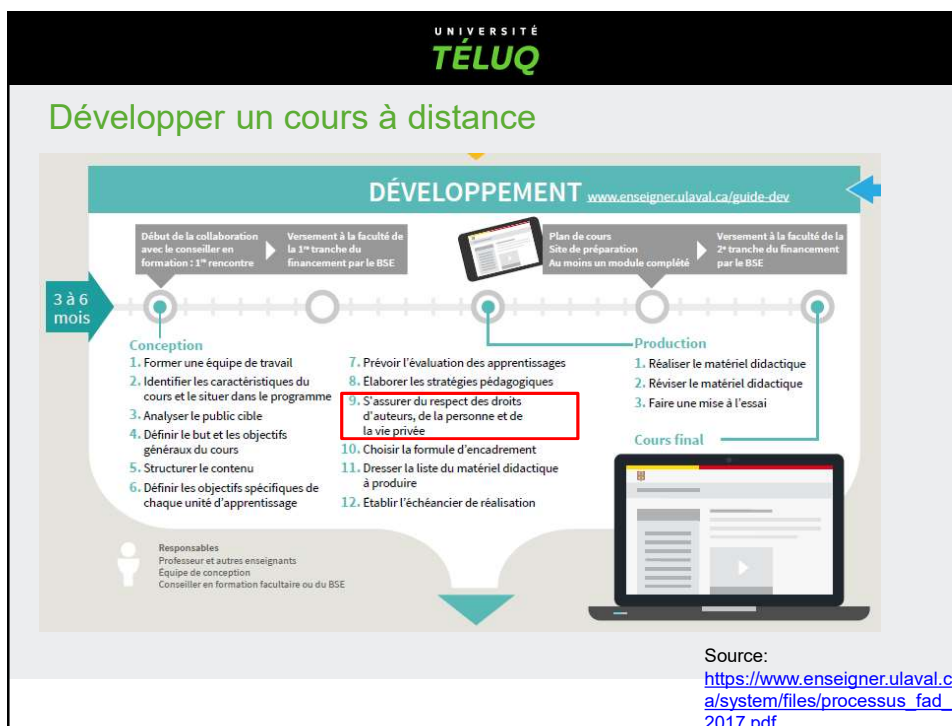 UNIVERSITÉ
TÉLUQ
Développer un cours à distance
DÉVELOPPEMENT www.enseigner.ulaval.ca/guide-dev
Début de la collaboration
avec le conseiller en
formation : 1re rencontre
Versement à la faculté de
la 1re tranche du
financement par le BSE
Plan de cours
Site de préparation
Au moins un module complété
Versement à la faculté de la
2e tranche du financement
par le BSE
3 à 6
mois
Conception
1. Former une équipe de travail
2. Identifier les caractéristiques du
cours et le situer dans le programme
3. Analyser le public cible
4. Définir le but et les objectifs
généraux du cours
5. Structurer le contenu
6. Définir les objectifs spécifiques de
chaque unité d'apprentissage
7. Prévoir l'évaluation des apprentissages
8. Élaborer les stratégies pédagogiques
9. S'assurer du respect des droits
d'auteurs, de la personne et de
la vie privée
10. Choisir la formule d'encadrement
11. Dresser la liste du matériel didactique
à produire
12. Établir l'échéancier de réalisation
Production
1. Réaliser le matériel didactique
2. Réviser le matériel didactique
3. Faire une mise à l'essai
Cours final
Responsables
Professeur et autres enseignants
Équipe de conception
Conseiller en formation facultaire ou du BSE
Source:
https://www.enseigner.ulaval.c
a/system/files/processus_fad_
2017.pdf